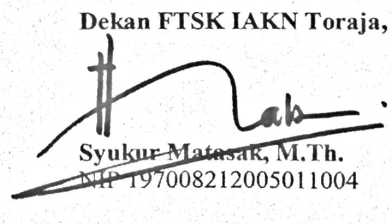 Dekan FTSK IAKN Toraja,
Syukur Matasak, M.Th.
NIP 197008212005011004